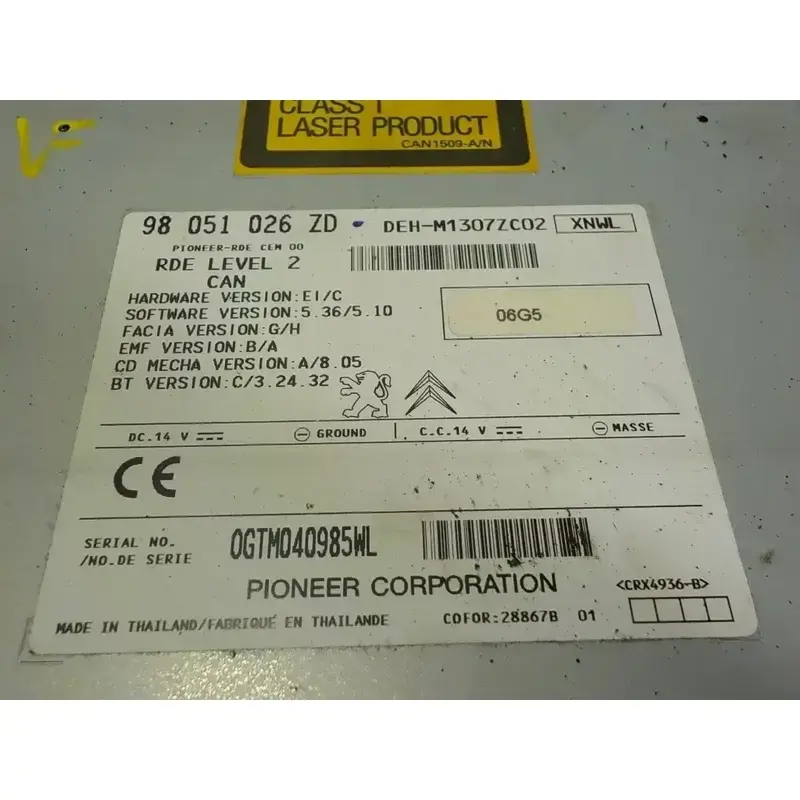 VF
CLASS 1
LASER PRODUCT
CAN1509-A/N
98 051 026 ZD DEH-M1307ZC02 XNWL
PIONEER-RDE CEM 00
RDE LEVEL 2
CAN
HARDWARE VERSION:EI/C
SOFTWARE VERSION:5.36/5.10
06G5
FACIA VERSION:G/H
EMF VERSION:B/A
CD MECHA VERSION:A/8.05
BT VERSION:C/3.24.32
DC.14 V GROUND C.C.14 V MASSE
CE
SERIAL NO.
/NO.DE SERIE 0GTM040985WL
PIONEER CORPORATION <CRX4936-B>
MADE IN THAILAND/FABRIQUÉ EN THAILANDE COFOR:28867B 01